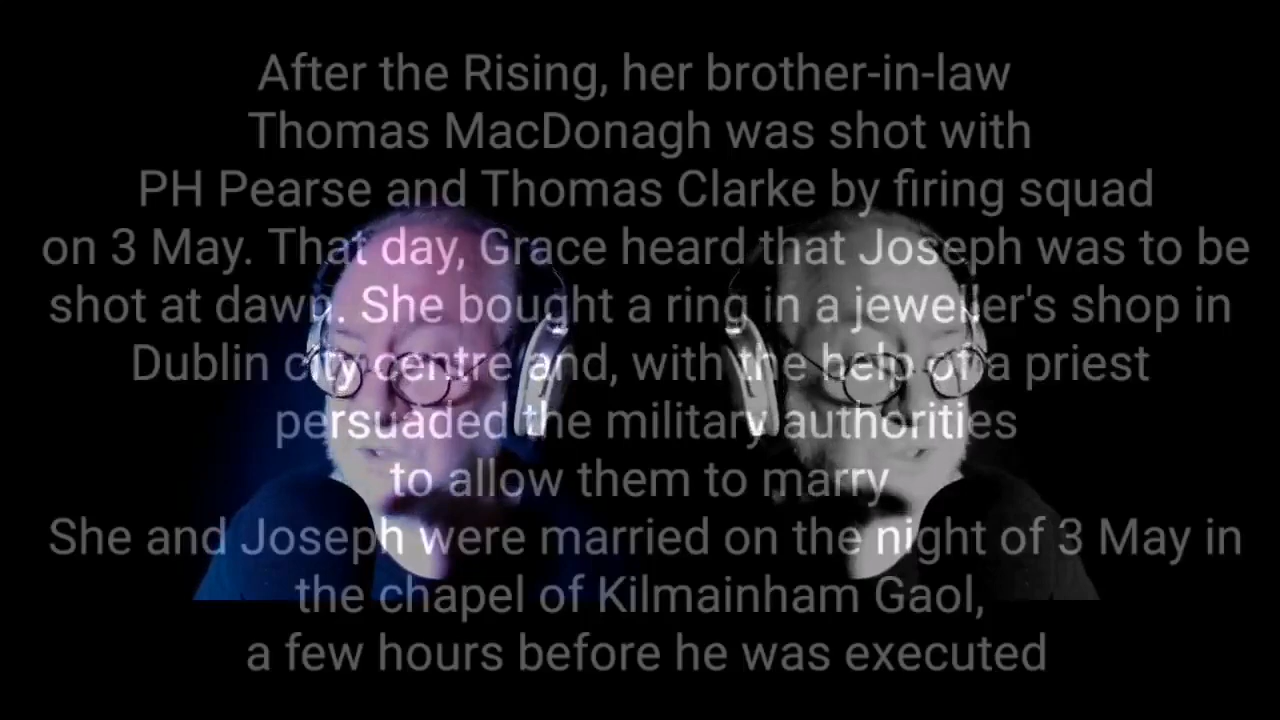 After the Rising, her brother-in-law
Thomas MacDonagh was shot with
PH Pearse and Thomas Clarke by firing squad
on 3 May. That day, Grace heard that Joseph was to be
shot at dawn. She bought a ring in a jeweller's shop in
Dublin city centre and, with the help of a priest
persuaded the military authorities
to allow them to marry
She and Joseph were married on the night of 3 May in
the chapel of Kilmainham Gaol,
a few hours before he was executed